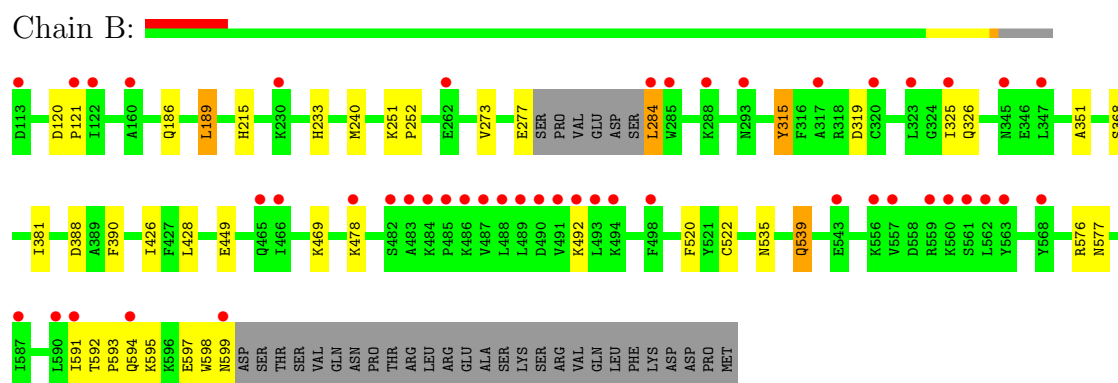 Chain B:
D113 D120 P121 I122 A160 Q186 L189 H215 K230 H233 M240 K251 P252 E262 V273 E277 SER PRO VAL GLU ASP SER L284 W285 K288 N293 Y315 F316 A317 R318 D319 C320 L323 G324 I325 Q326 N345 E346 L347 A351 S368
I381 D388 A389 F390 I426 F427 L428 E449 Q465 I466 K469 K478 S482 A483 K484 P485 K486 V487 L488 L489 D490 V491 K492 L493 K494 F498 F520 Y521 C522 N535 Q539 E543 K556 V557 D558 R559 K560 S561 L562 Y563 Y568 R576 N577
I587 L590 I591 T592 P593 Q594 K595 K596 E597 W598 N599 ASP SER THR SER VAL GLN ASN PRO THR ARG LEU ARG GLU ALA SER LYS SER ARG VAL GLN LEU PHE LYS ASP ASP PRO MET